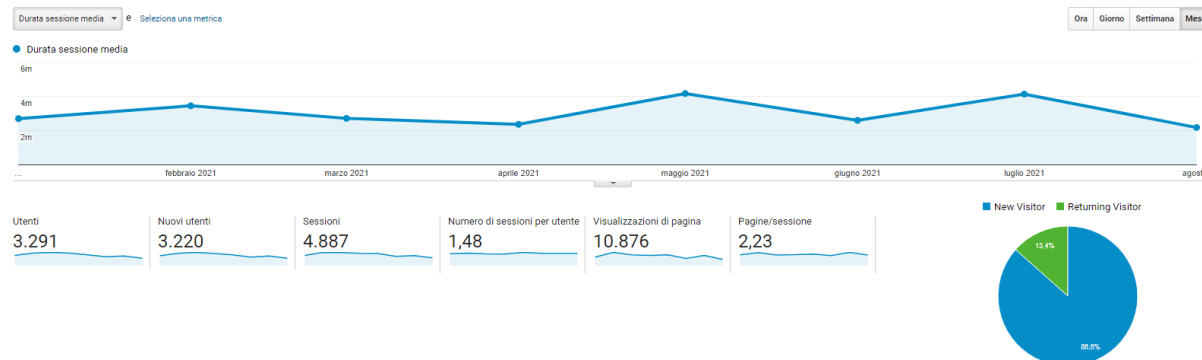 Durata sessione media e Seleziona una metrica
Ora Giorno Settimana Mes
Durata sessione media
6m
4m
2m
... febbraio 2021 marzo 2021 aprile 2021 maggio 2021 giugno 2021 luglio 2021 agost
New Visitor Returning Visitor
Utenti Nuovi utenti Sessioni Numero di sessioni per utente Visualizzazioni di pagina Pagine/sessione
3.291 3.220 4.887 1,48 10.876 2,23
13,4%
86,6%